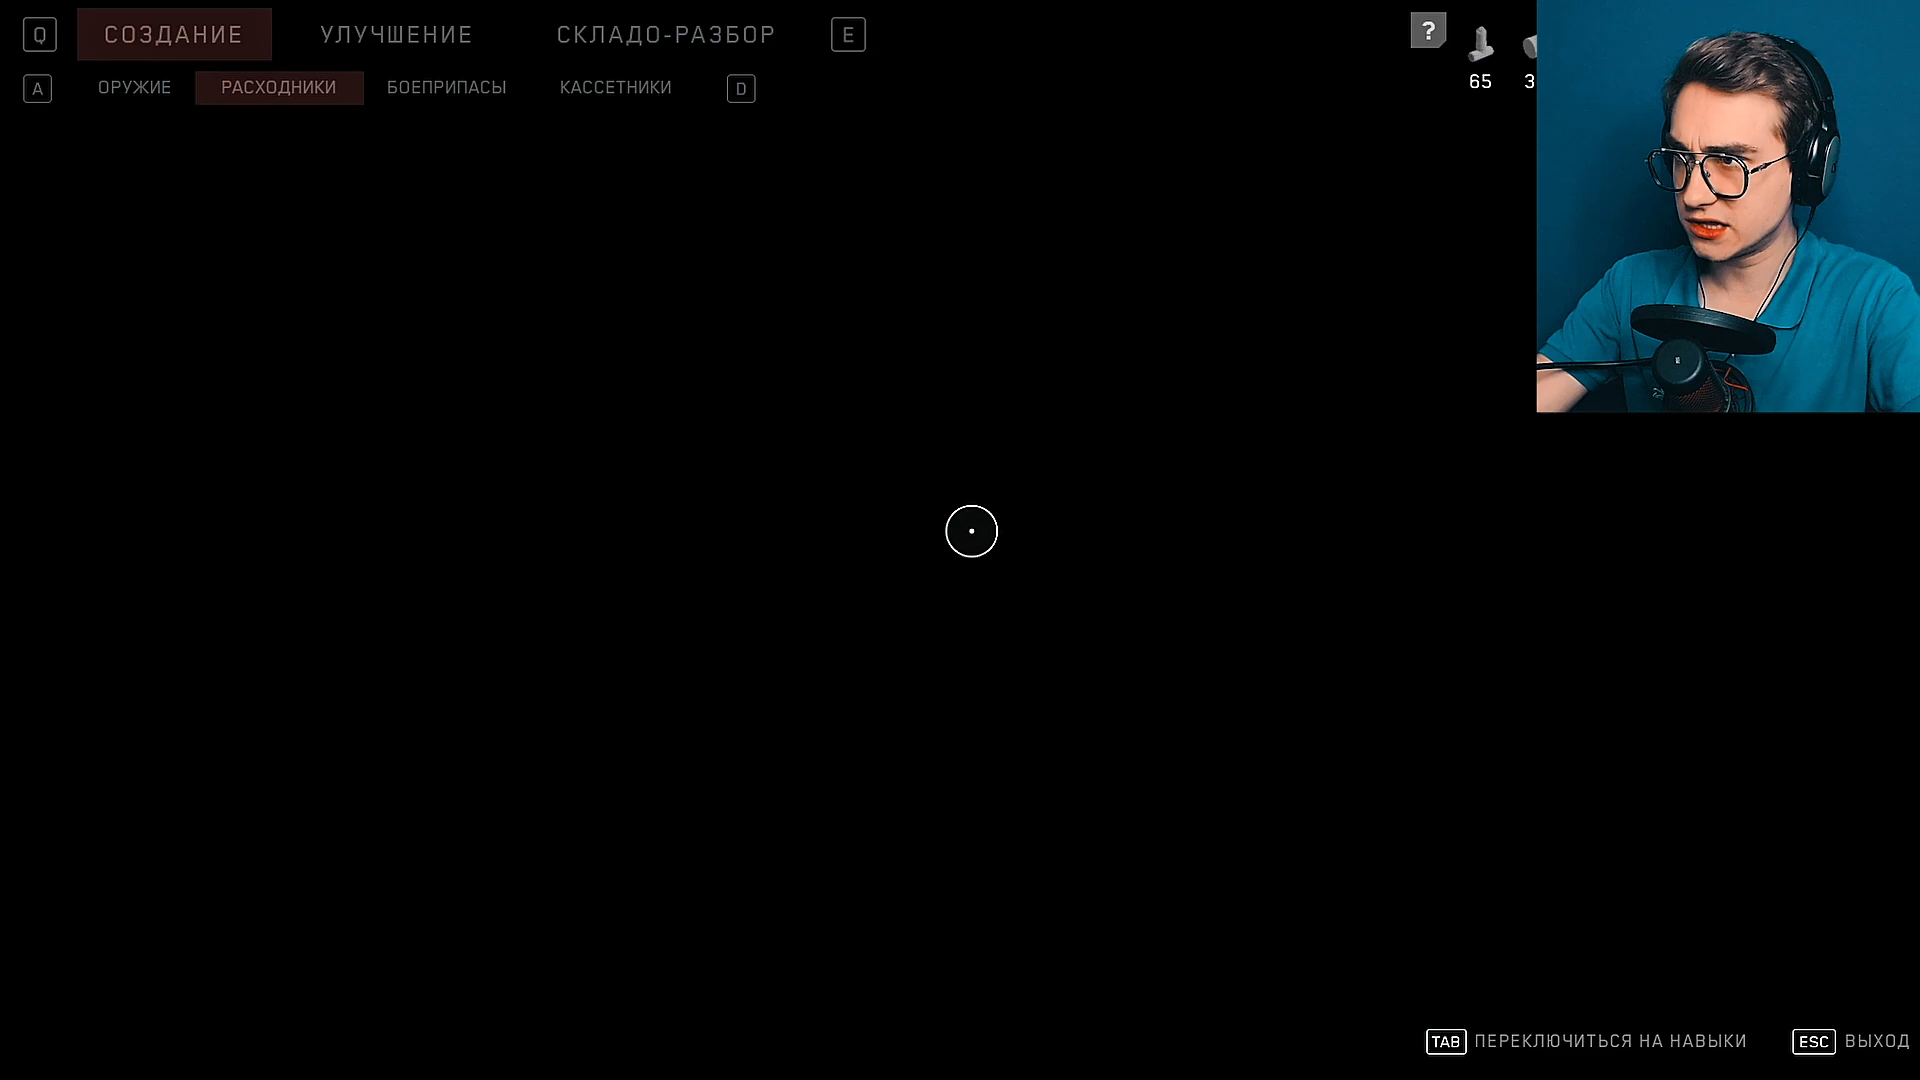 Q СОЗДАНИЕ УЛУЧШЕНИЕ СКЛАДО-РАЗБОР E ?
A ОРУЖИЕ РАСХОДНИКИ БОЕПРИПАСЫ КАССЕТНИКИ D 65 3
TAB ПЕРЕКЛЮЧИТЬСЯ НА НАВЫКИ ESC ВЫХОД